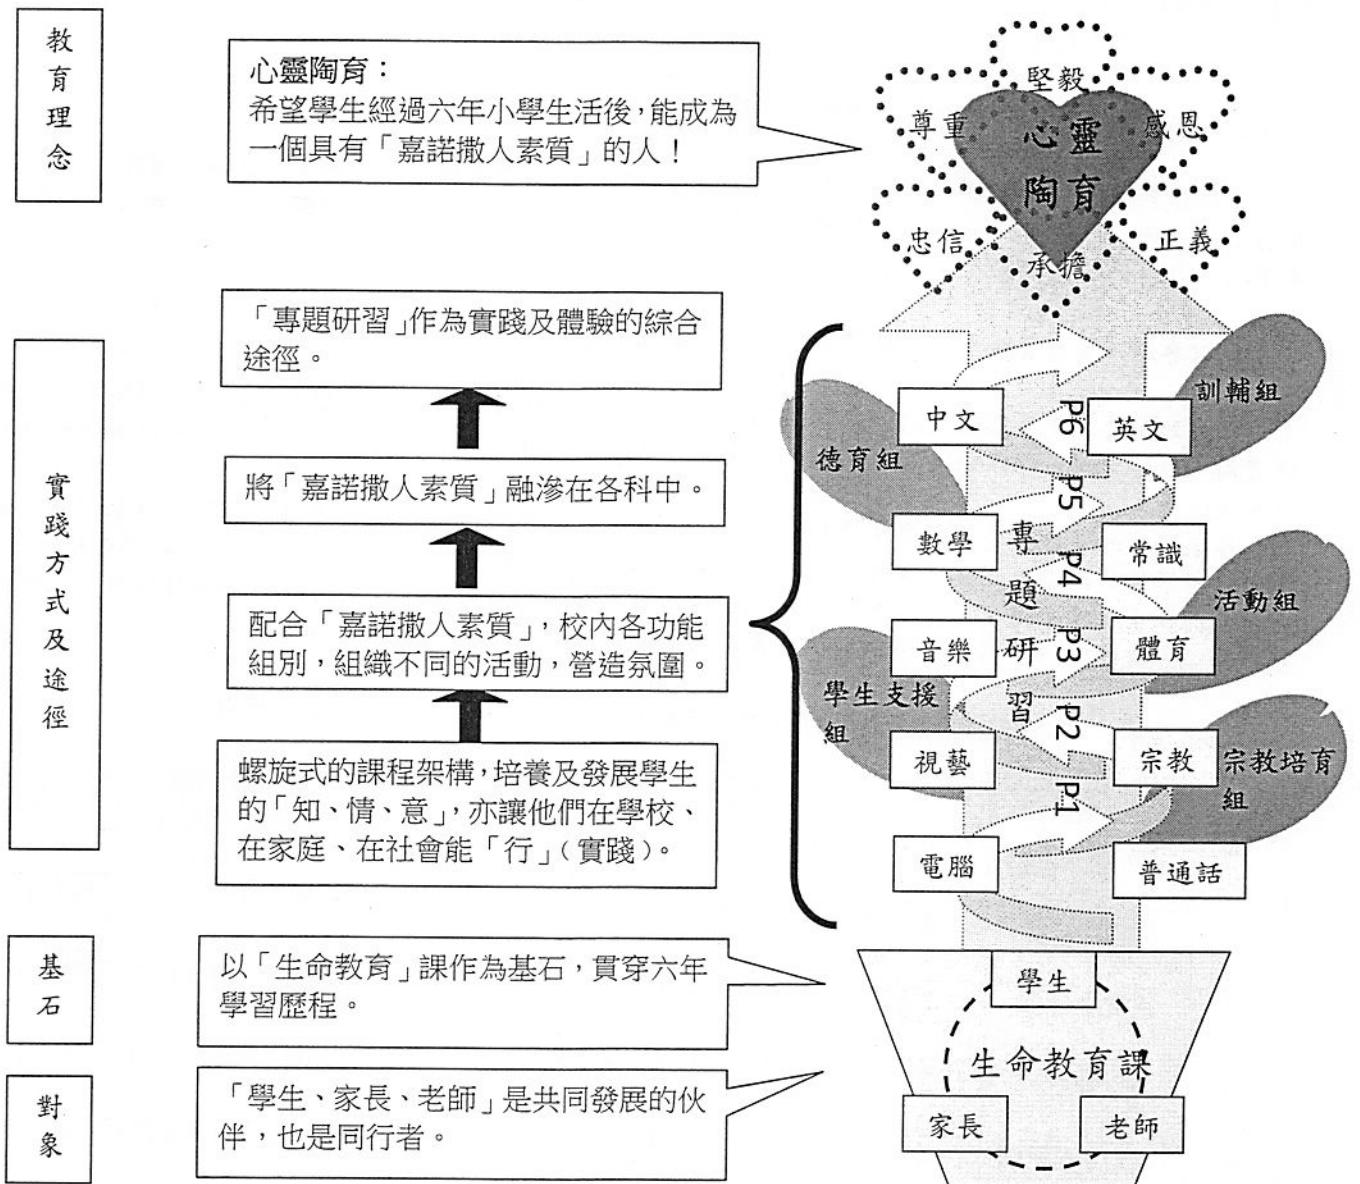 教育理念
心靈陶育：
希望學生經過六年小學生活後，能成為
一個具有「嘉諾撒人素質」的人！
堅毅
尊重
感恩
心靈
陶育
忠信
正義
承擔
實踐方式及途徑
「專題研習」作為實踐及體驗的綜合
途徑。
將「嘉諾撒人素質」融滲在各科中。
配合「嘉諾撒人素質」，校內各功能
組別，組織不同的活動，營造氛圍。
螺旋式的課程架構，培養及發展學生
的「知、情、意」，亦讓他們在學校、
在家庭、在社會能「行」（實踐）。
訓輔組
中文
P6
英文
德育組
P5
數學
專題研習
P4
常識
活動組
音樂
P3
體育
學生支援
組
P2
視藝
宗教
宗教培育
組
P1
電腦
普通話
基石
以「生命教育」課作為基石，貫穿六年
學習歷程。
學生
生命教育課
對象
「學生、家長、老師」是共同發展的伙
伴，也是同行者。
家長
老師